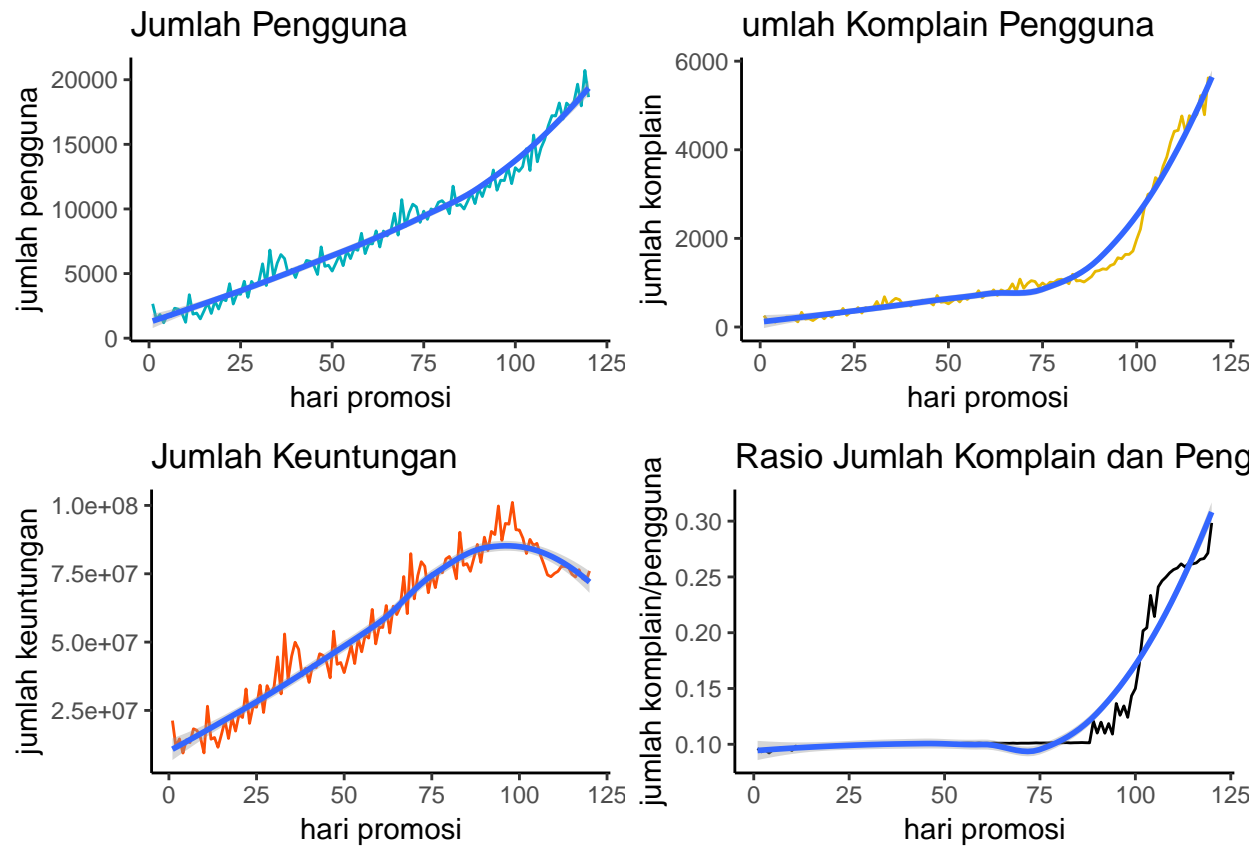 Jumlah Pengguna
jumlah pengguna
20000
15000
10000
5000
0
0 25 50 75 100 125
hari promosi
umlah Komplain Pengguna
jumlah komplain
6000
4000
2000
0
0 25 50 75 100 125
hari promosi
Jumlah Keuntungan
jumlah keuntungan
1.0e+08
7.5e+07
5.0e+07
2.5e+07
0 25 50 75 100 125
hari promosi
Rasio Jumlah Komplain dan Peng
jumlah komplain/pengguna
0.30
0.25
0.20
0.15
0.10
0 25 50 75 100 125
hari promosi